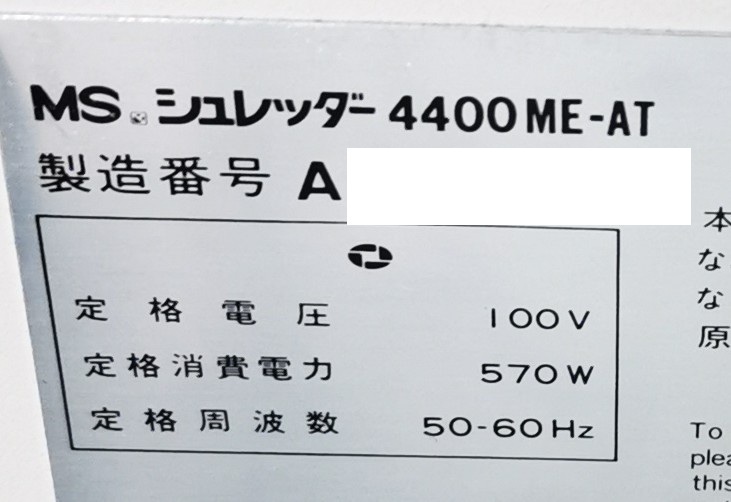 MS シュレッダー 4400ME-AT
製造番号 A
定格電圧 100V
定格消費電力 570W
定格周波数 50-60Hz
本
な
な
原
To
plea
this